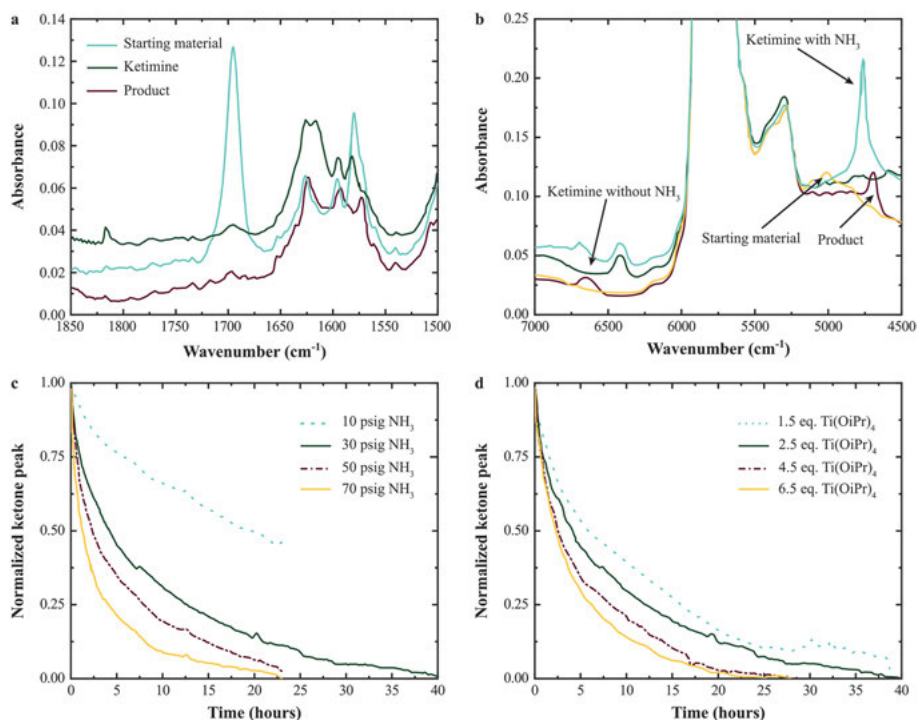 a
Starting material
Ketimine
Product
0.14
0.12
0.10
0.08
0.06
0.04
0.02
0.00
Absorbance
1850 1800 1750 1700 1650 1600 1550 1500
Wavenumber (cm-1)
b
Ketimine with NH3
Ketimine without NH3
Starting material
Product
0.25
0.20
0.15
0.10
0.05
0.00
Absorbance
7000 6500 6000 5500 5000 4500
Wavenumber (cm-1)
c
10 psig NH3
30 psig NH3
50 psig NH3
70 psig NH3
1.00
0.75
0.50
0.25
0.00
Normalized ketone peak
0 5 10 15 20 25 30 35 40
Time (hours)
d
1.5 eq. Ti(OiPr)4
2.5 eq. Ti(OiPr)4
4.5 eq. Ti(OiPr)4
6.5 eq. Ti(OiPr)4
1.00
0.75
0.50
0.25
0.00
Normalized ketone peak
0 5 10 15 20 25 30 35 40
Time (hours)